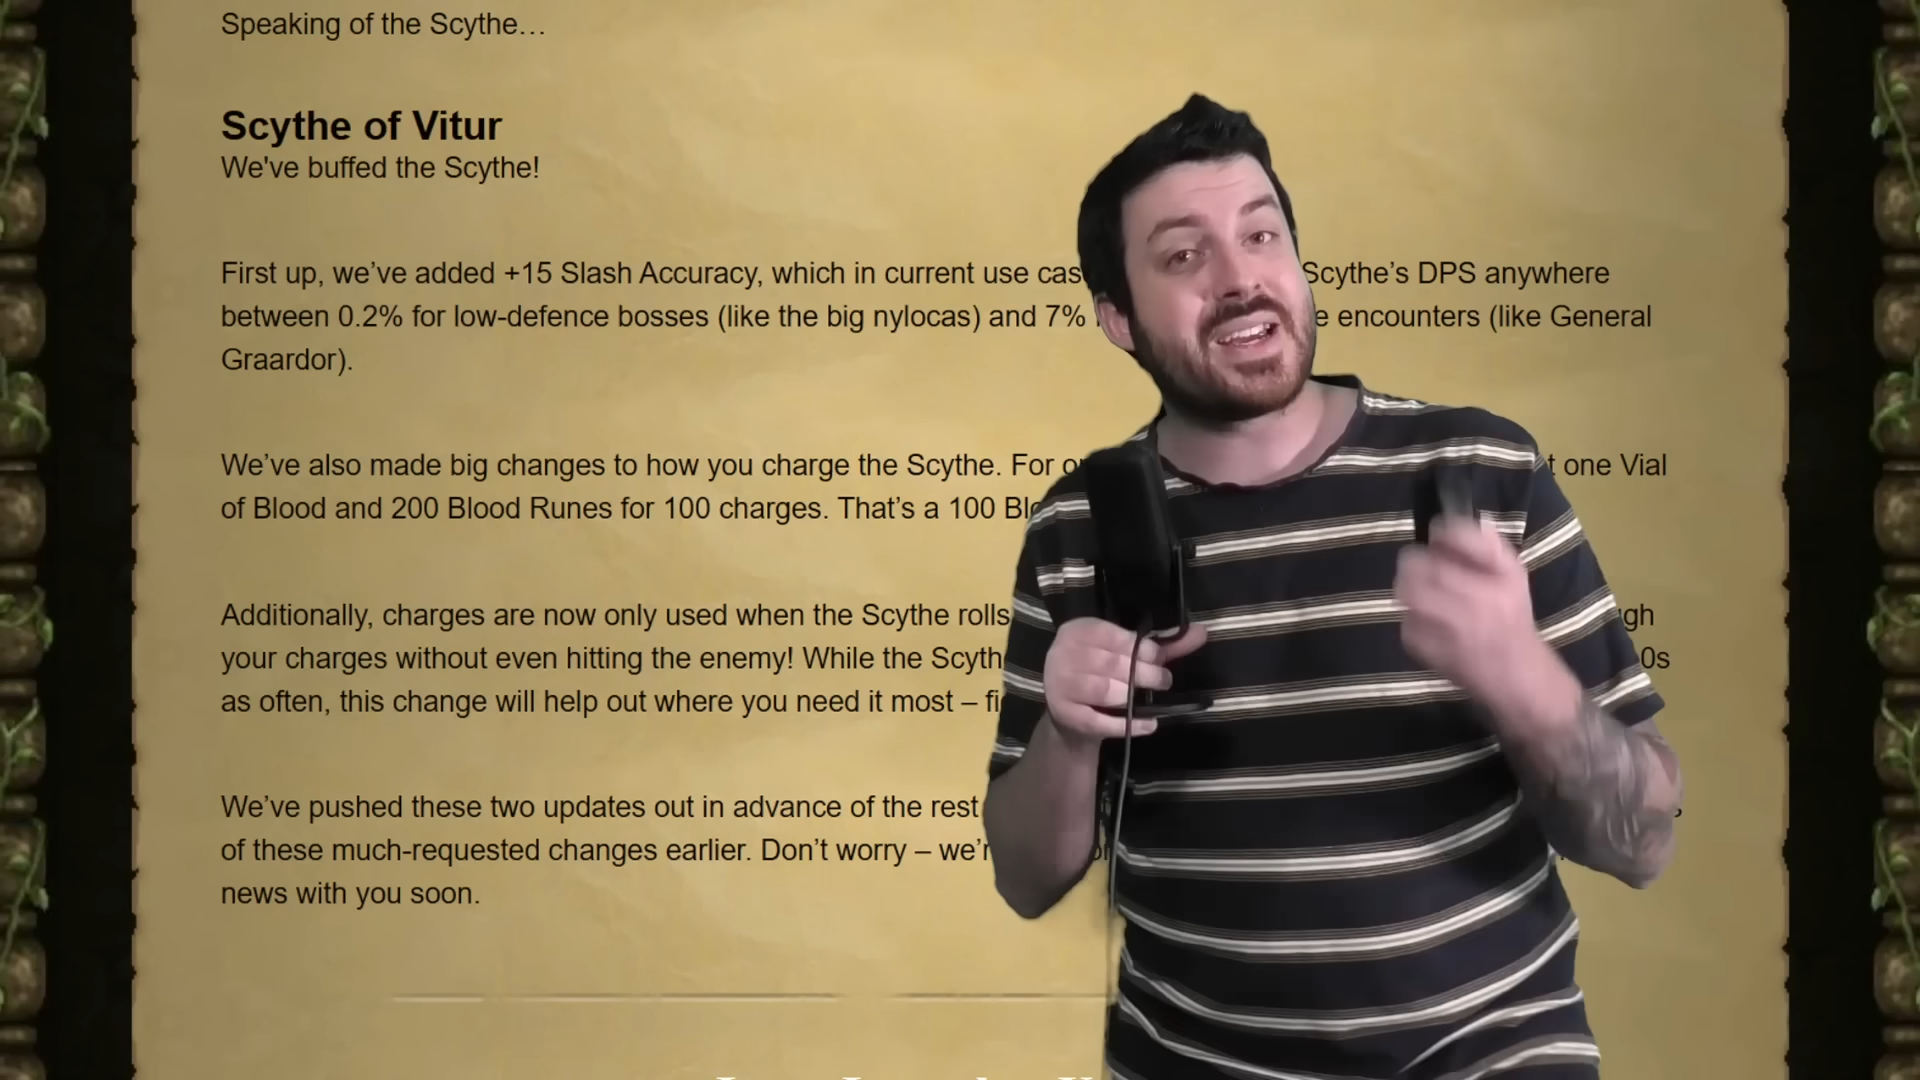 Speaking of the Scythe…
Scythe of Vitur
We've buffed the Scythe!
First up, we’ve added +15 Slash Accuracy, which in current use Scythe’s DPS anywhere
between 0.2% for low-defence bosses (like the big nylocas) and 7% encounters (like General
Graardor).
We’ve also made big changes to how you charge the Scythe. For one Vial
of Blood and 200 Blood Runes for 100 charges. That’s a 100
Additionally, charges are now only used when the Scythe rolls
your charges without even hitting the enemy! While the 0s
as often, this change will help out where you need it most –
We’ve pushed these two updates out in advance of the rest
of these much-requested changes earlier. Don’t worry –
news with you soon.